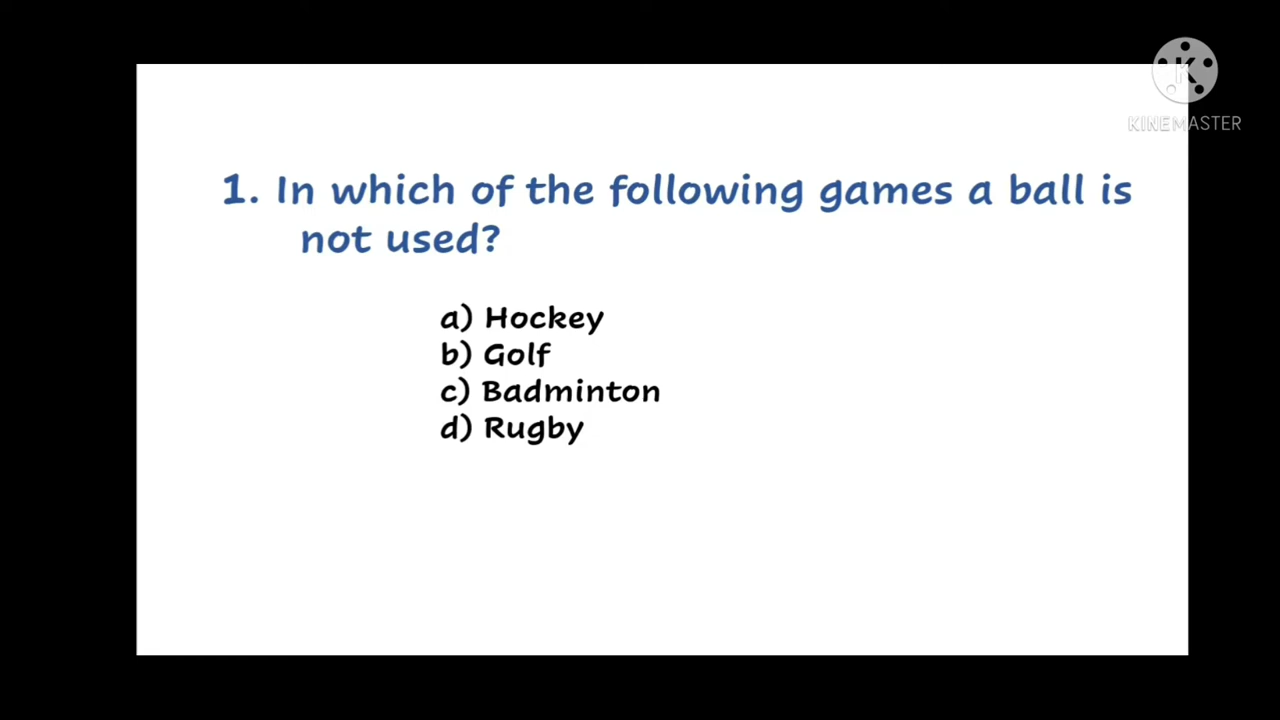 KINEMASTER
1. In which of the following games a ball is
not used?
a) Hockey
b) Golf
c) Badminton
d) Rugby